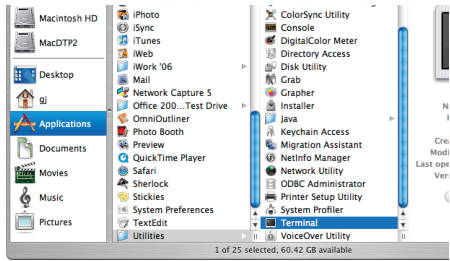 Macintosh HD
MacDTP2
Desktop
gj
Applications
Documents
Movies
Music
Pictures
iPhoto
iSync
iTunes
iWeb
iWork '06
Mail
Network Capture 5
Office 200...Test Drive
OmniOutliner
Photo Booth
Preview
QuickTime Player
Safari
Sherlock
Stickies
System Preferences
TextEdit
Utilities
ColorSync Utility
Console
DigitalColor Meter
Directory Access
Disk Utility
Grab
Grapher
Installer
Java
Keychain Access
Migration Assistant
NetInfo Manager
Network Utility
ODBC Administrator
Printer Setup Utility
System Profiler
Terminal
VoiceOver Utility
Na
Crea
Modi
Last ope
Vers
1 of 25 selected, 60.42 GB available